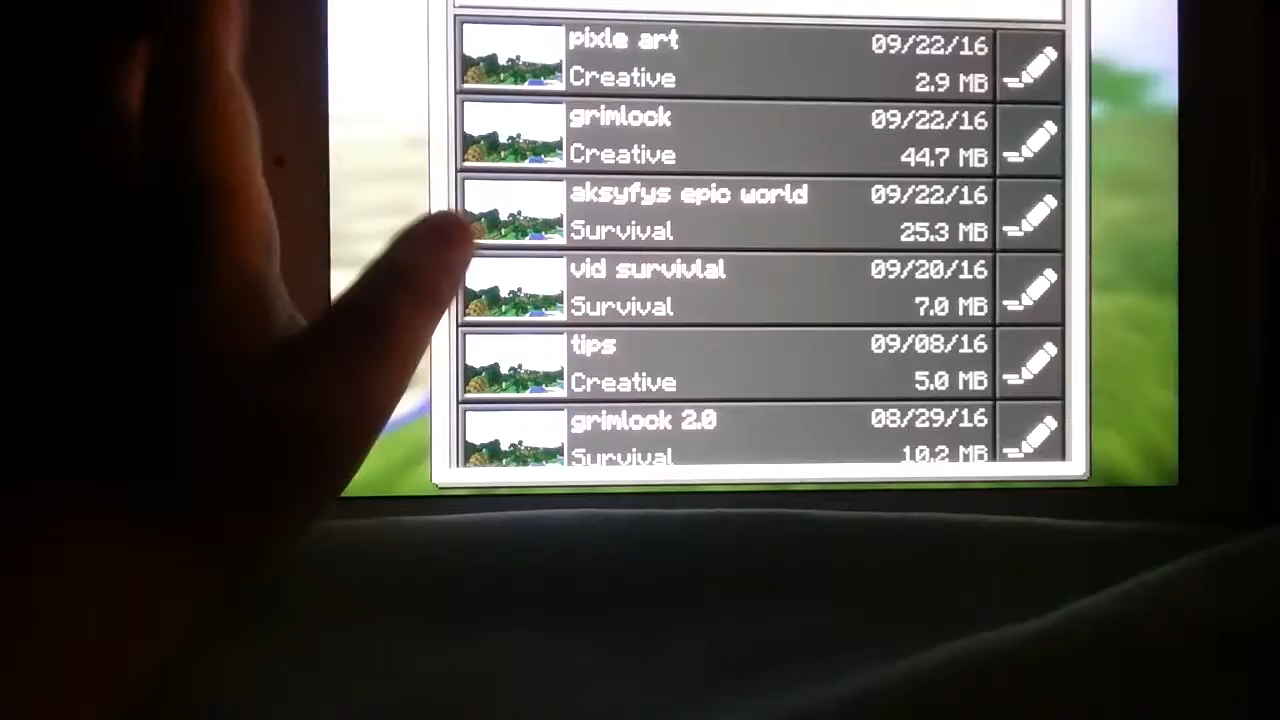 pixle art 09/22/16
Creative 2.9 MB
grimlock 09/22/16
Creative 44.7 MB
aksyfys epic world 09/22/16
Survival 25.3 MB
vid survivlal 09/20/16
Survival 7.0 MB
tips 09/08/16
Creative 5.0 MB
grimlock 2.0 08/29/16
Survival 10.2 MB